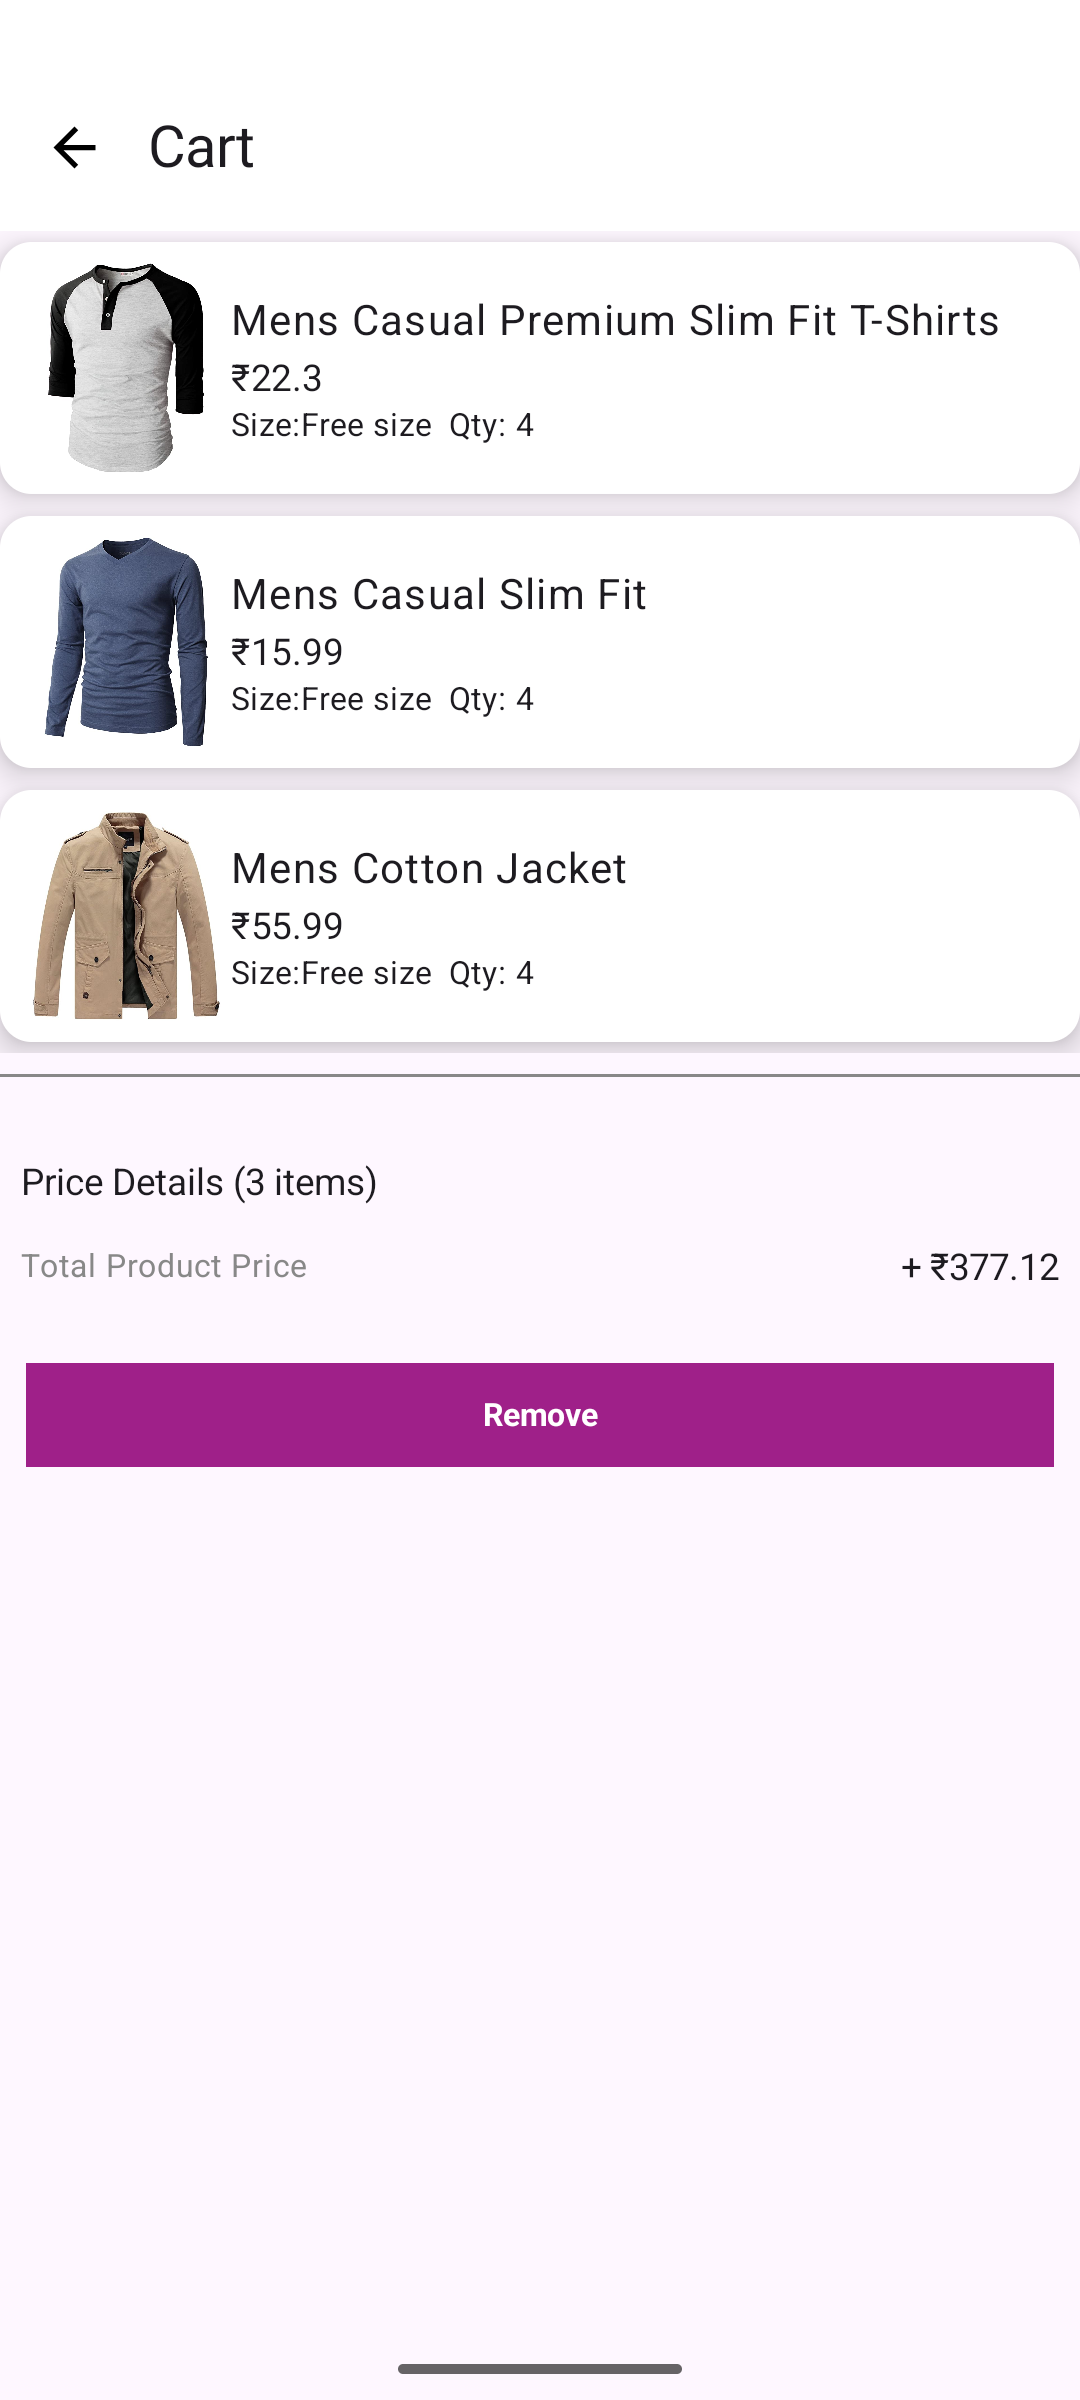 Cart
Mens Casual Premium Slim Fit T-Shirts
₹22.3
Size:Free size Qty: 4
Mens Casual Slim Fit
₹15.99
Size:Free size Qty: 4
Mens Cotton Jacket
₹55.99
Size:Free size Qty: 4
Price Details (3 items)
Total Product Price + ₹377.12
Remove